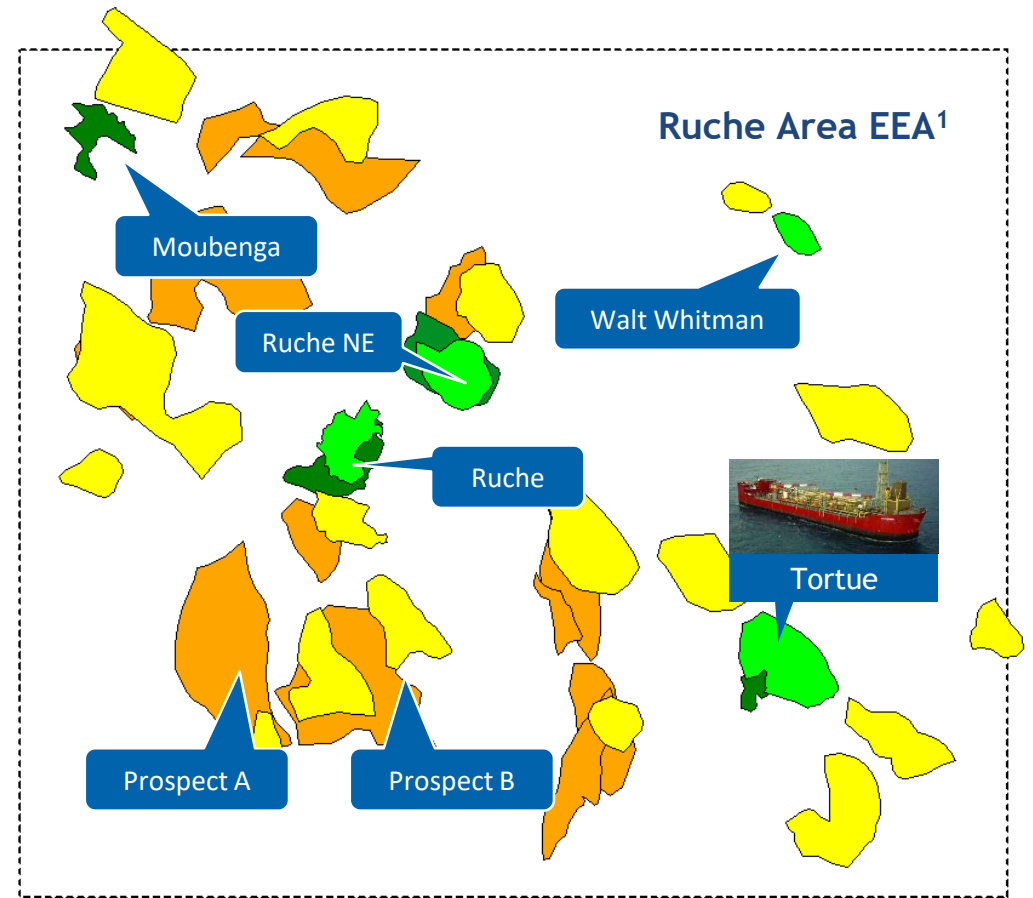 Ruche Area EEA¹
Moubenga
Walt Whitman
Ruche NE
Ruche
Tortue
Prospect A
Prospect B